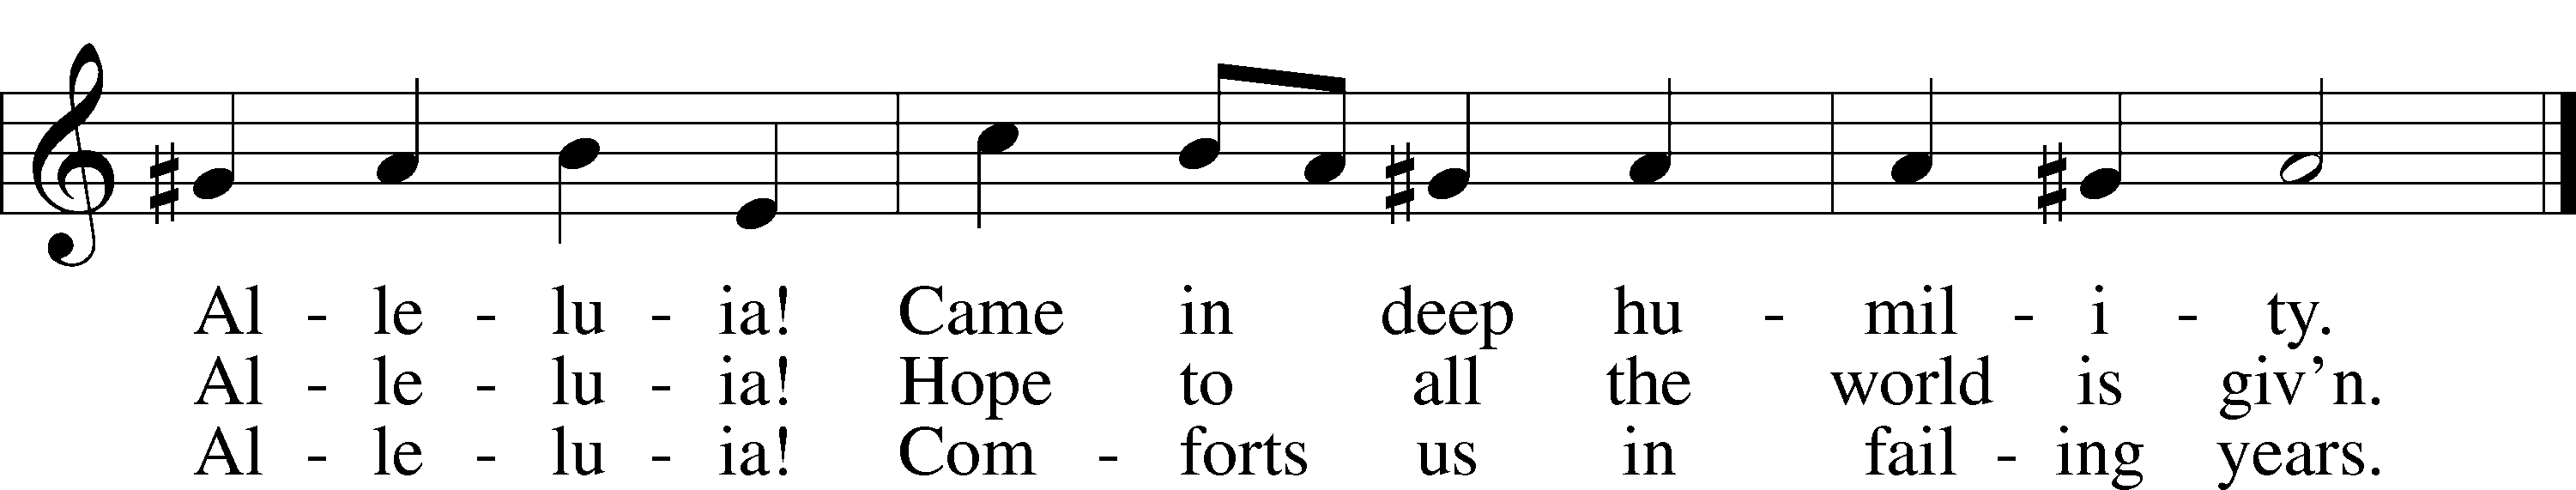 Al - le - lu - ia! Came in deep hu - mil - i - ty.
Al - le - lu - ia! Hope to all the world is giv’n.
Al - le - lu - ia! Com - forts us in fail - ing years.